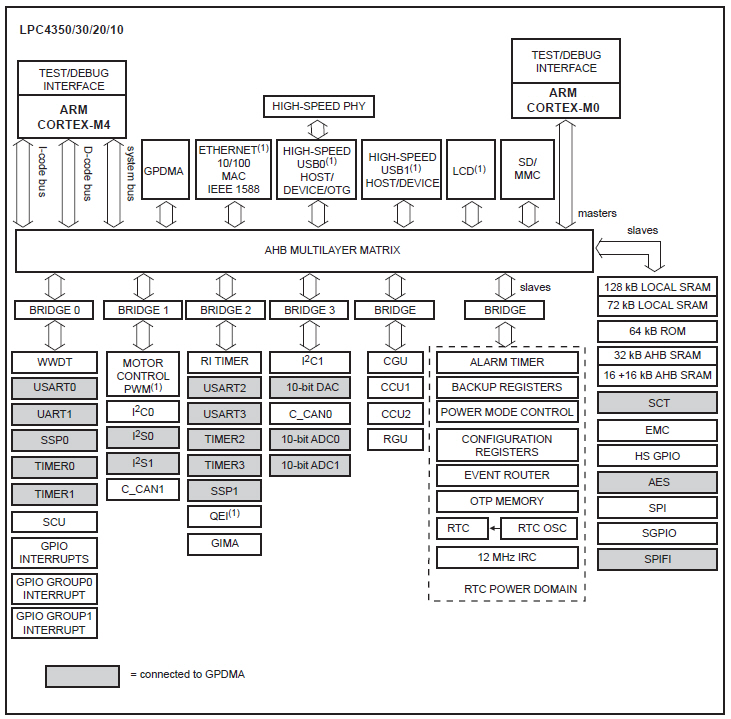 LPC4350/30/20/10
TEST/DEBUG
INTERFACE
ARM
CORTEX-M4
TEST/DEBUG
INTERFACE
ARM
CORTEX-M0
HIGH-SPEED PHY
I-code bus
D-code bus
system bus
GPDMA
ETHERNET(1)
10/100
MAC
IEEE 1588
HIGH-SPEED
USB0(1)
HOST/
DEVICE/OTG
HIGH-SPEED
USB1(1)
HOST/DEVICE
LCD(1)
SD/
MMC
masters
slaves
AHB MULTILAYER MATRIX
slaves
BRIDGE 0
BRIDGE 1
BRIDGE 2
BRIDGE 3
BRIDGE
BRIDGE
WWDT
USART0
UART1
SSP0
TIMER0
TIMER1
SCU
GPIO
INTERRUPTS
GPIO GROUP0
INTERRUPT
GPIO GROUP1
INTERRUPT
MOTOR
CONTROL
PWM(1)
I2C0
I2S0
I2S1
C_CAN1
RI TIMER
USART2
USART3
TIMER2
TIMER3
SSP1
QEI(1)
GIMA
I2C1
10-bit DAC
C_CAN0
10-bit ADC0
10-bit ADC1
CGU
CCU1
CCU2
RGU
ALARM TIMER
BACKUP REGISTERS
POWER MODE CONTROL
CONFIGURATION
REGISTERS
EVENT ROUTER
OTP MEMORY
RTC
RTC OSC
12 MHz IRC
RTC POWER DOMAIN
128 kB LOCAL SRAM
72 kB LOCAL SRAM
64 kB ROM
32 kB AHB SRAM
16 +16 kB AHB SRAM
SCT
EMC
HS GPIO
AES
SPI
SGPIO
SPIFI
= connected to GPDMA